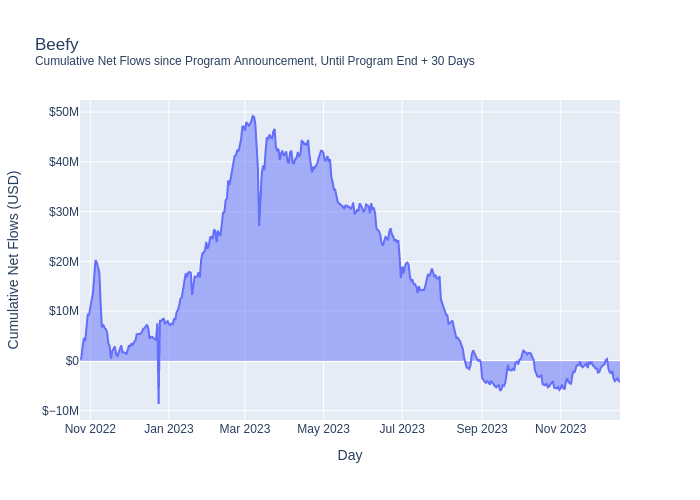 Beefy
Cumulative Net Flows since Program Announcement, Until Program End + 30 Days
Cumulative Net Flows (USD)
$50M
$40M
$30M
$20M
$10M
$0
$−10M
Nov 2022
Jan 2023
Mar 2023
May 2023
Jul 2023
Sep 2023
Nov 2023
Day